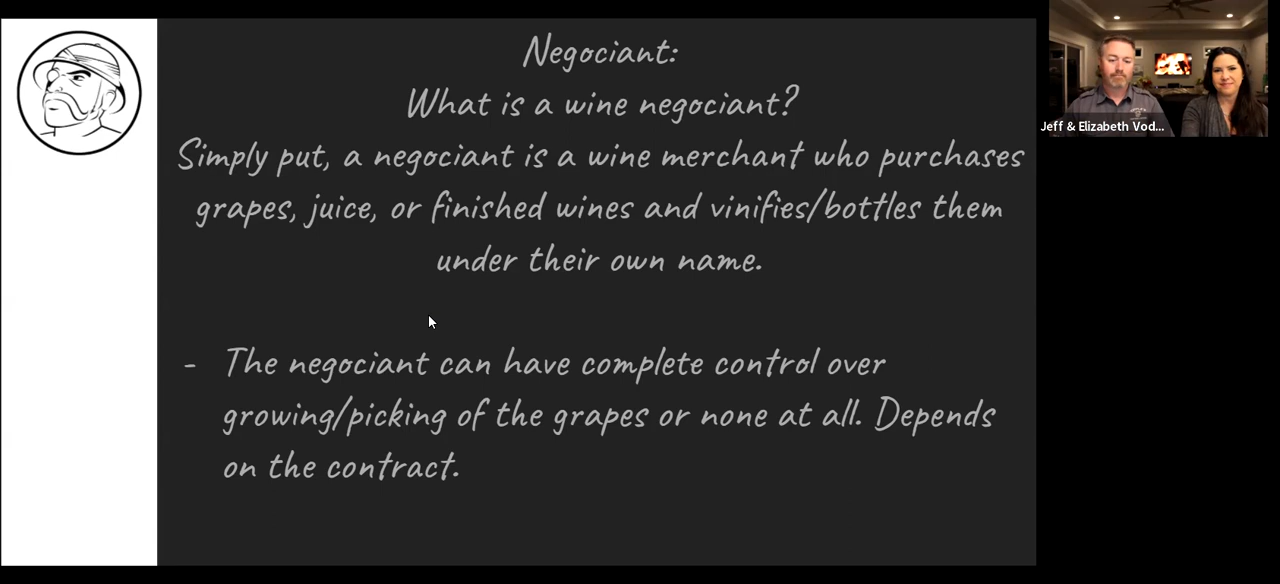 Negociant:
What is a wine negociant?
Simply put, a negociant is a wine merchant who purchases
grapes, juice, or finished wines and vinifies/bottles them
under their own name.
- The negociant can have complete control over
growing/picking of the grapes or none at all. Depends
on the contract.
Jeff & Elizabeth Vod...